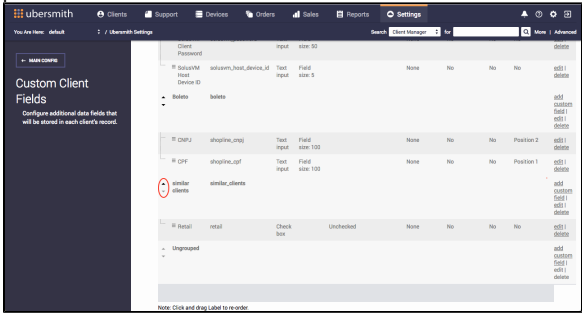 ubersmith Clients Support Devices Orders Sales Reports Settings
You Are Here: default / Ubersmith Settings Search Client Manager for More | Advanced
← MAIN CONFIG
Custom Client
Fields
Configure additional data fields that
will be stored in each client's record.
Client
Password
input size: 50 delete
SolusVM
Host
Device ID
solusvm_host_device_id Text
input
Field
size: 5
None No No No edit |
delete
Boleto boleto add
custom
field |
edit |
delete
CNPJ shopline_cnpj Text
input
Field
size: 100
None No No Position 2 edit |
delete
CPF shopline_cpf Text
input
Field
size: 100
None No No Position 1 edit |
delete
similar
clients
similar_clients add
custom
field |
edit |
delete
Retail retail Check
box
Unchecked None No No No edit |
delete
Ungrouped add
custom
field |
edit |
delete
Note: Click and drag Label to re-order.